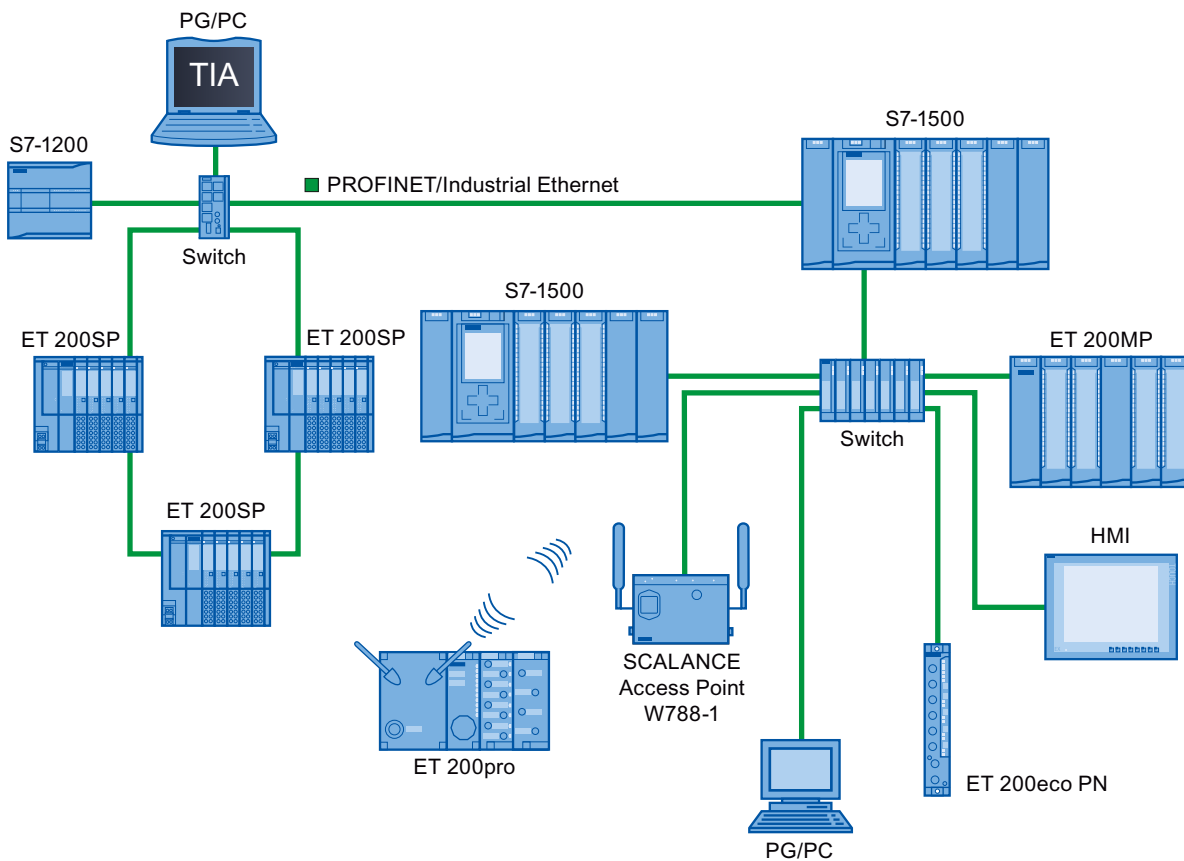 PG/PC
TIA
S7-1200
S7-1500
PROFINET/Industrial Ethernet
Switch
S7-1500
ET 200SP
ET 200SP
ET 200MP
Switch
ET 200SP
HMI
SCALANCE
Access Point
W788-1
ET 200pro
ET 200eco PN
PG/PC